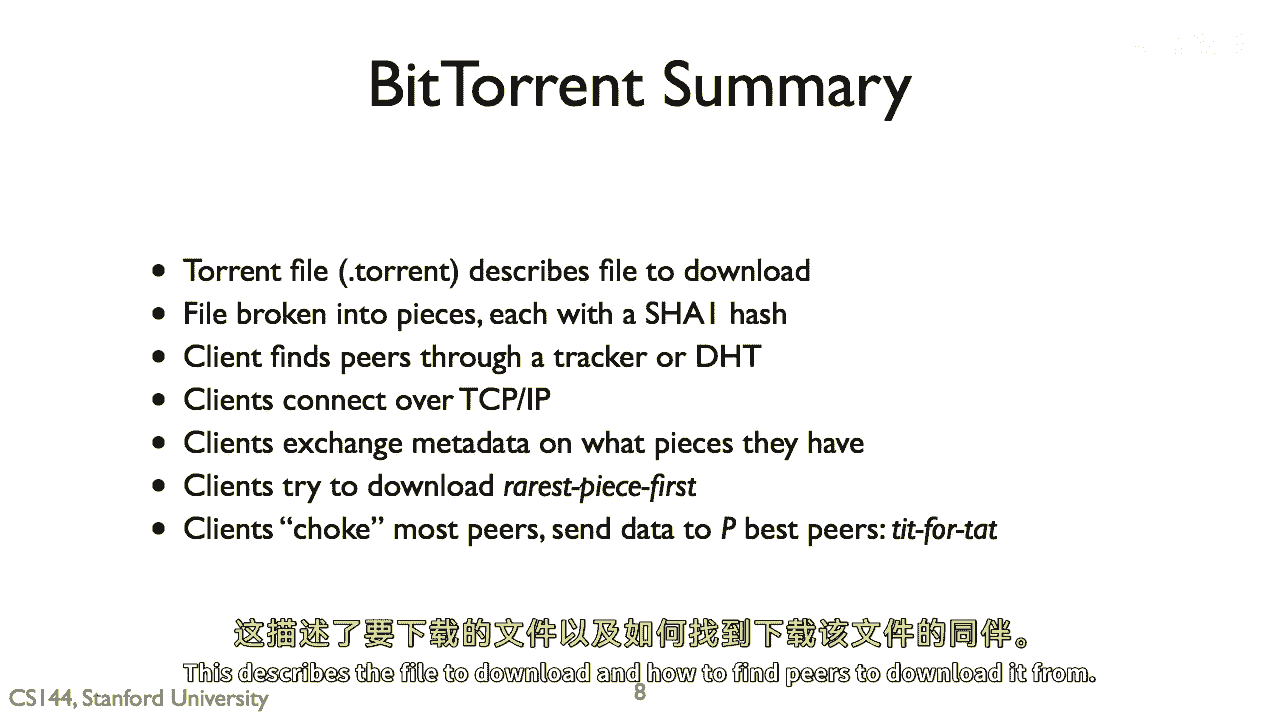 BitTorrent Summary
• Torrent file (.torrent) describes file to download
• File broken into pieces, each with a SHA1 hash
• Client finds peers through a tracker or DHT
• Clients connect over TCP/IP
• Clients exchange metadata on what pieces they have
• Clients try to download rarest-piece-first
• Clients “choke” most peers, send data to P best peers: tit-for-tat
这描述了要下载的文件以及如何找到下载该文件的同伴。
This describes the file to download and how to find peers to download it from.
CS144, Stanford University
8